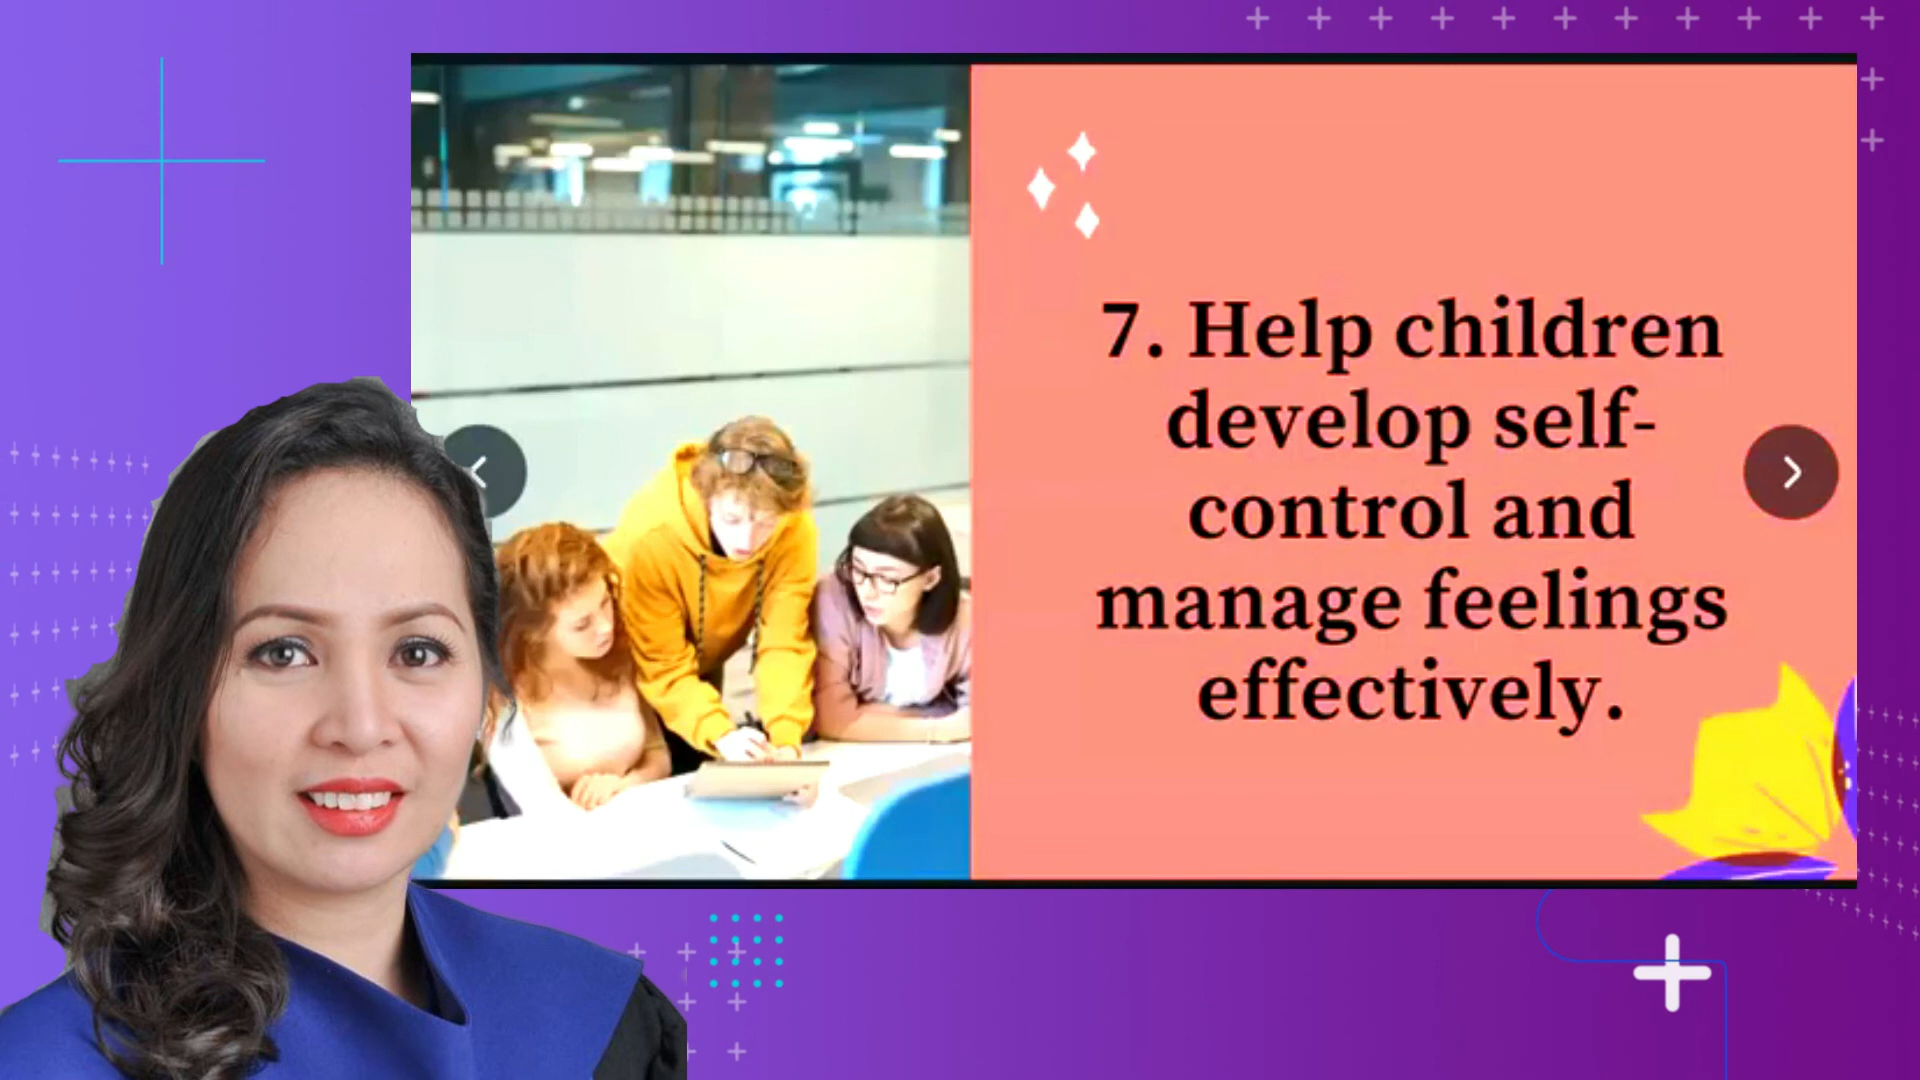 7. Help children
develop self-
control and
manage feelings
effectively.